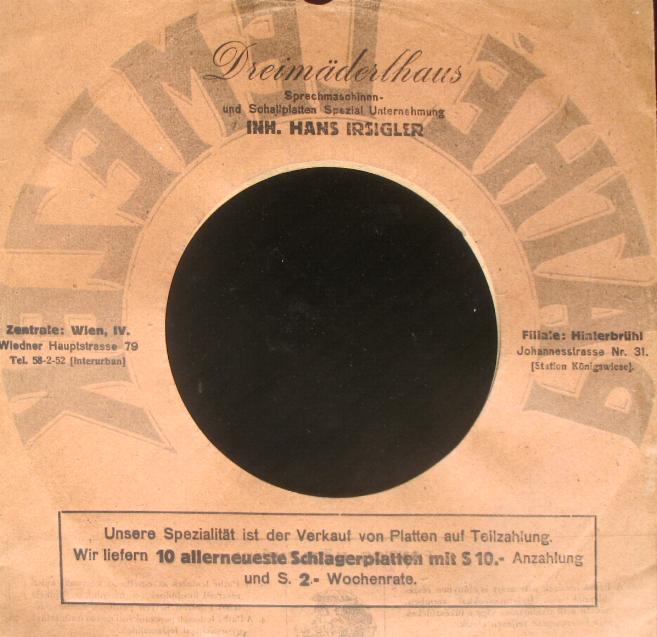 Dreimäderlhaus
Sprechmaschinen-
und Schallplatten Spezial Unternehmung
INH. HANS IRSIGLER
Zentrale: Wien, IV.
Wiedner Hauptstrasse 79
Tel. 58-2-52 [Interurban]
Filiale: Hinterbrühl
Johannesstrasse Nr. 31.
[Station Königswiese].
Unsere Spezialität ist der Verkauf von Platten auf Teilzahlung.
Wir liefern 10 allerneueste Schlagerplatten mit S 10.- Anzahlung
und S. 2.- Wochenrate.